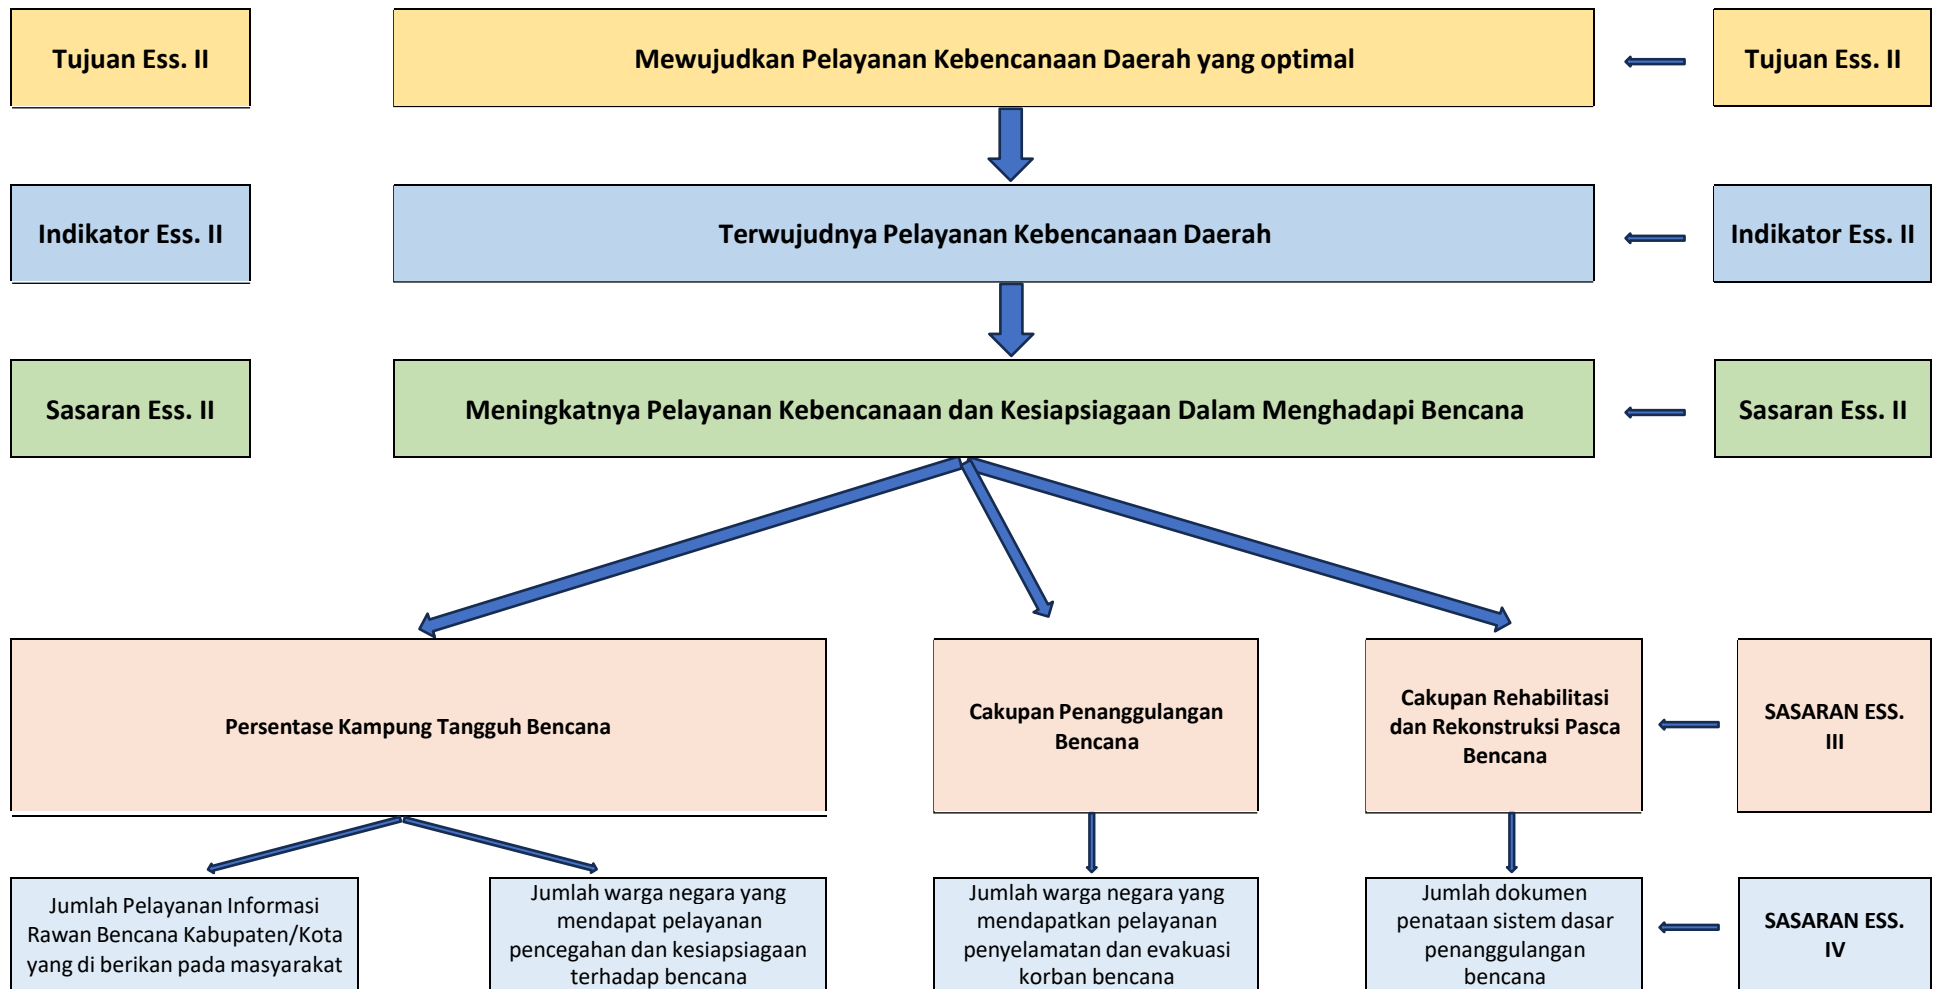 Tujuan Ess. II
Mewujudkan Pelayanan Kebencanaan Daerah yang optimal
Tujuan Ess. II
Indikator Ess. II
Terwujudnya Pelayanan Kebencanaan Daerah
Indikator Ess. II
Sasaran Ess. II
Meningkatnya Pelayanan Kebencanaan dan Kesiapsiagaan Dalam Menghadapi Bencana
Sasaran Ess. II
Persentase Kampung Tangguh Bencana
Cakupan Penanggulangan
Bencana
Cakupan Rehabilitasi
dan Rekonstruksi Pasca
Bencana
SASARAN ESS.
III
Jumlah Pelayanan Informasi
Rawan Bencana Kabupaten/Kota
yang di berikan pada masyarakat
Jumlah warga negara yang
mendapat pelayanan
pencegahan dan kesiapsiagaan
terhadap bencana
Jumlah warga negara yang
mendapatkan pelayanan
penyelamatan dan evakuasi
korban bencana
Jumlah dokumen
penataan sistem dasar
penanggulangan
bencana
SASARAN ESS.
IV